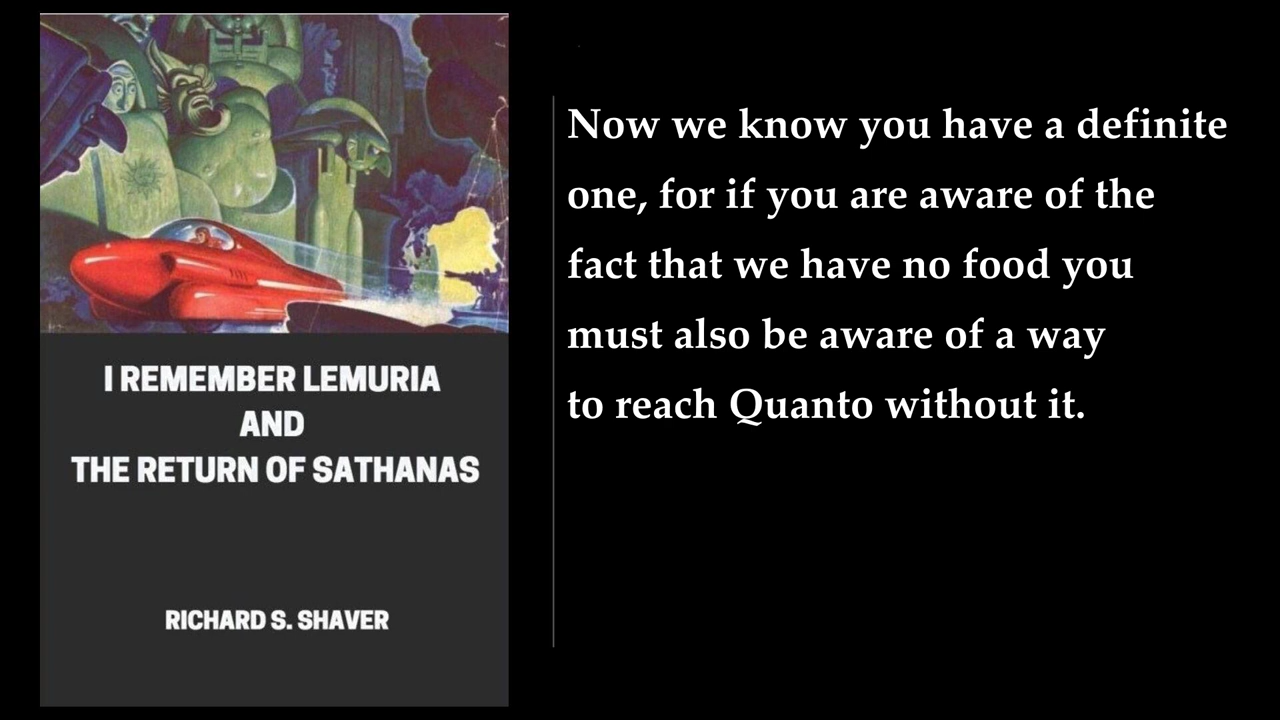 I REMEMBER LEMURIA
AND
THE RETURN OF SATHANAS
RICHARD S. SHAVER
Now we know you have a definite
one, for if you are aware of the
fact that we have no food you
must also be aware of a way
to reach Quanto without it.